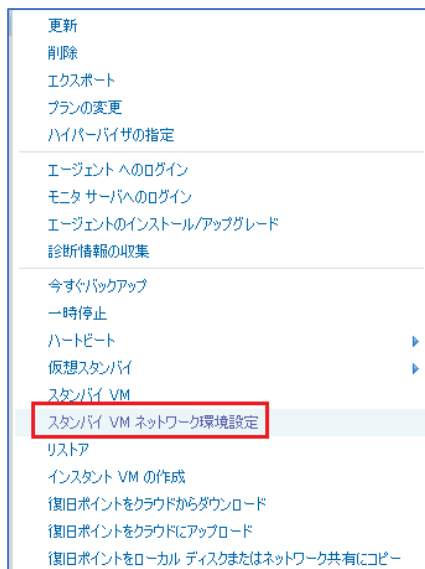 更新
削除
エクスポート
プランの変更
ハイパーバイザの指定
エージェント へのログイン
モニタ サーバへのログイン
エージェントのインストール/アップグレード
診断情報の収集
今すぐバックアップ
一時停止
ハートビート
仮想スタンバイ
スタンバイ VM
スタンバイ VM ネットワーク環境設定
リストア
インスタント VM の作成
復旧ポイントをクラウドからダウンロード
復旧ポイントをクラウドにアップロード
復旧ポイントをローカル ディスクまたはネットワーク共有にコピー